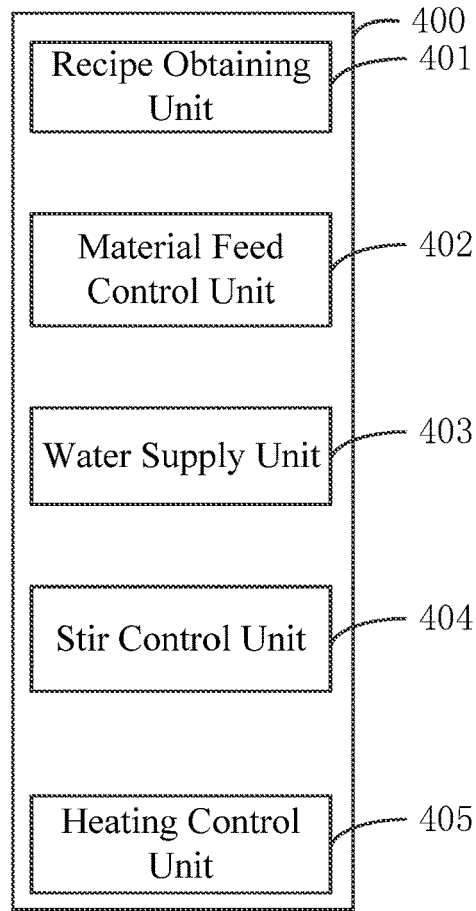 400
Recipe Obtaining
Unit
401
Material Feed
Control Unit
402
Water Supply Unit
403
Stir Control Unit
404
Heating Control
Unit
405